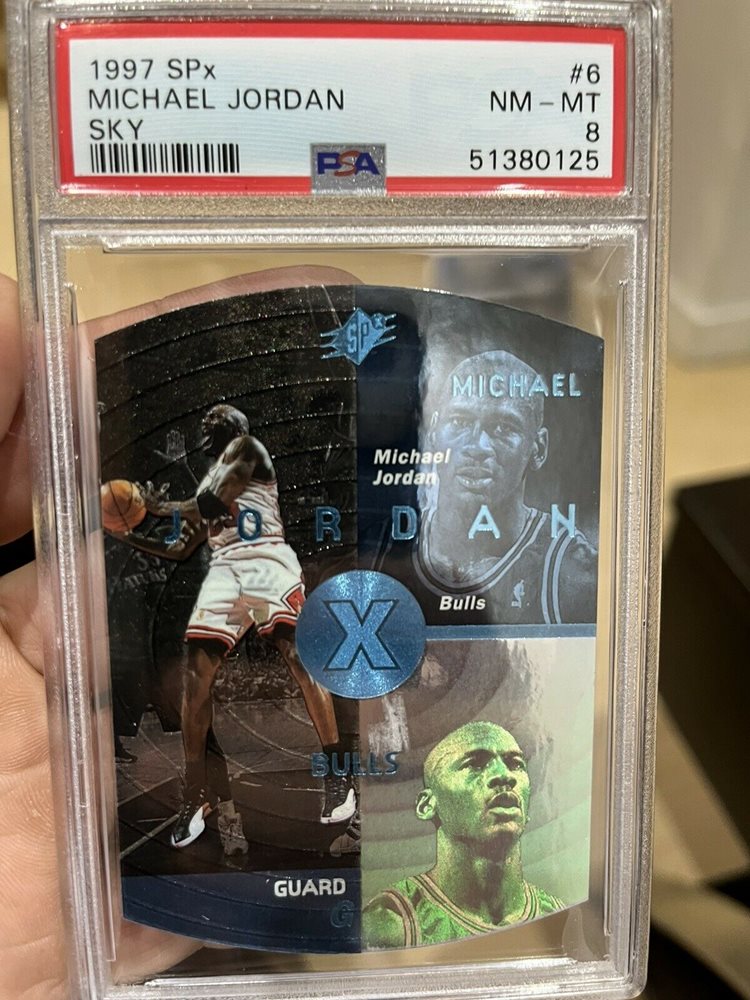 1997 SPx #6
MICHAEL JORDAN NM – MT
SKY 8
PSA 51380125
SPx
MICHAEL
Michael
Jordan
JORDAN
Bulls
X
BULLS
GUARD
G